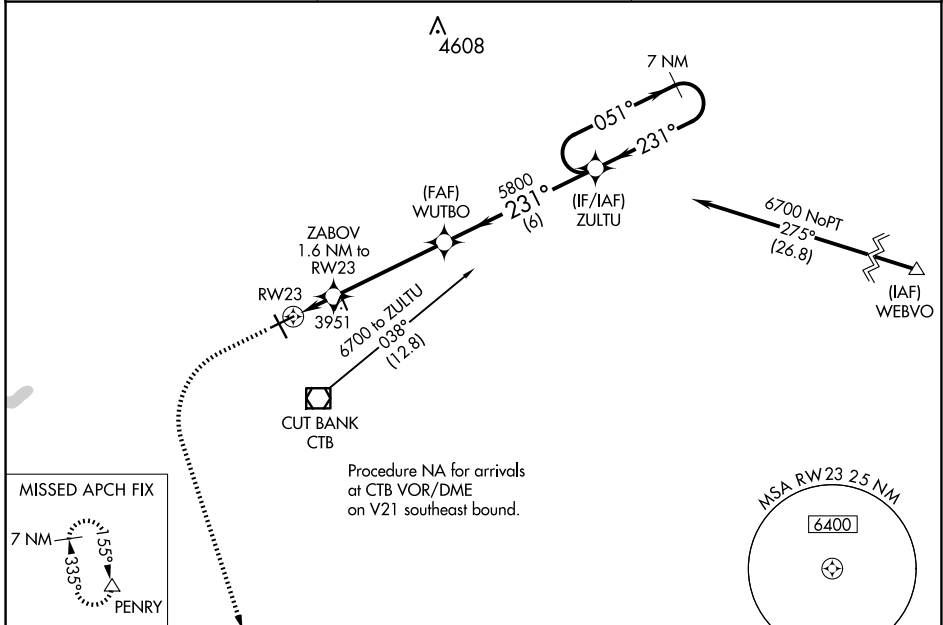 4608
7 NM
051°
231°
(IF/IAF)
ZULTU
5800
231°
(6)
(FAF)
WUTBO
ZABOV
1.6 NM to
RW23
RW23
3951
6700 NoPT
275°
(26.8)
(IAF)
WEBVO
6700 to ZULTU
038°
(12.8)
CUT BANK
CTB
Procedure NA for arrivals
at CTB VOR/DME
on V21 southeast bound.
MISSED APCH FIX
7 NM
155°
335°
PENRY
MSA RW23 25 NM
6400